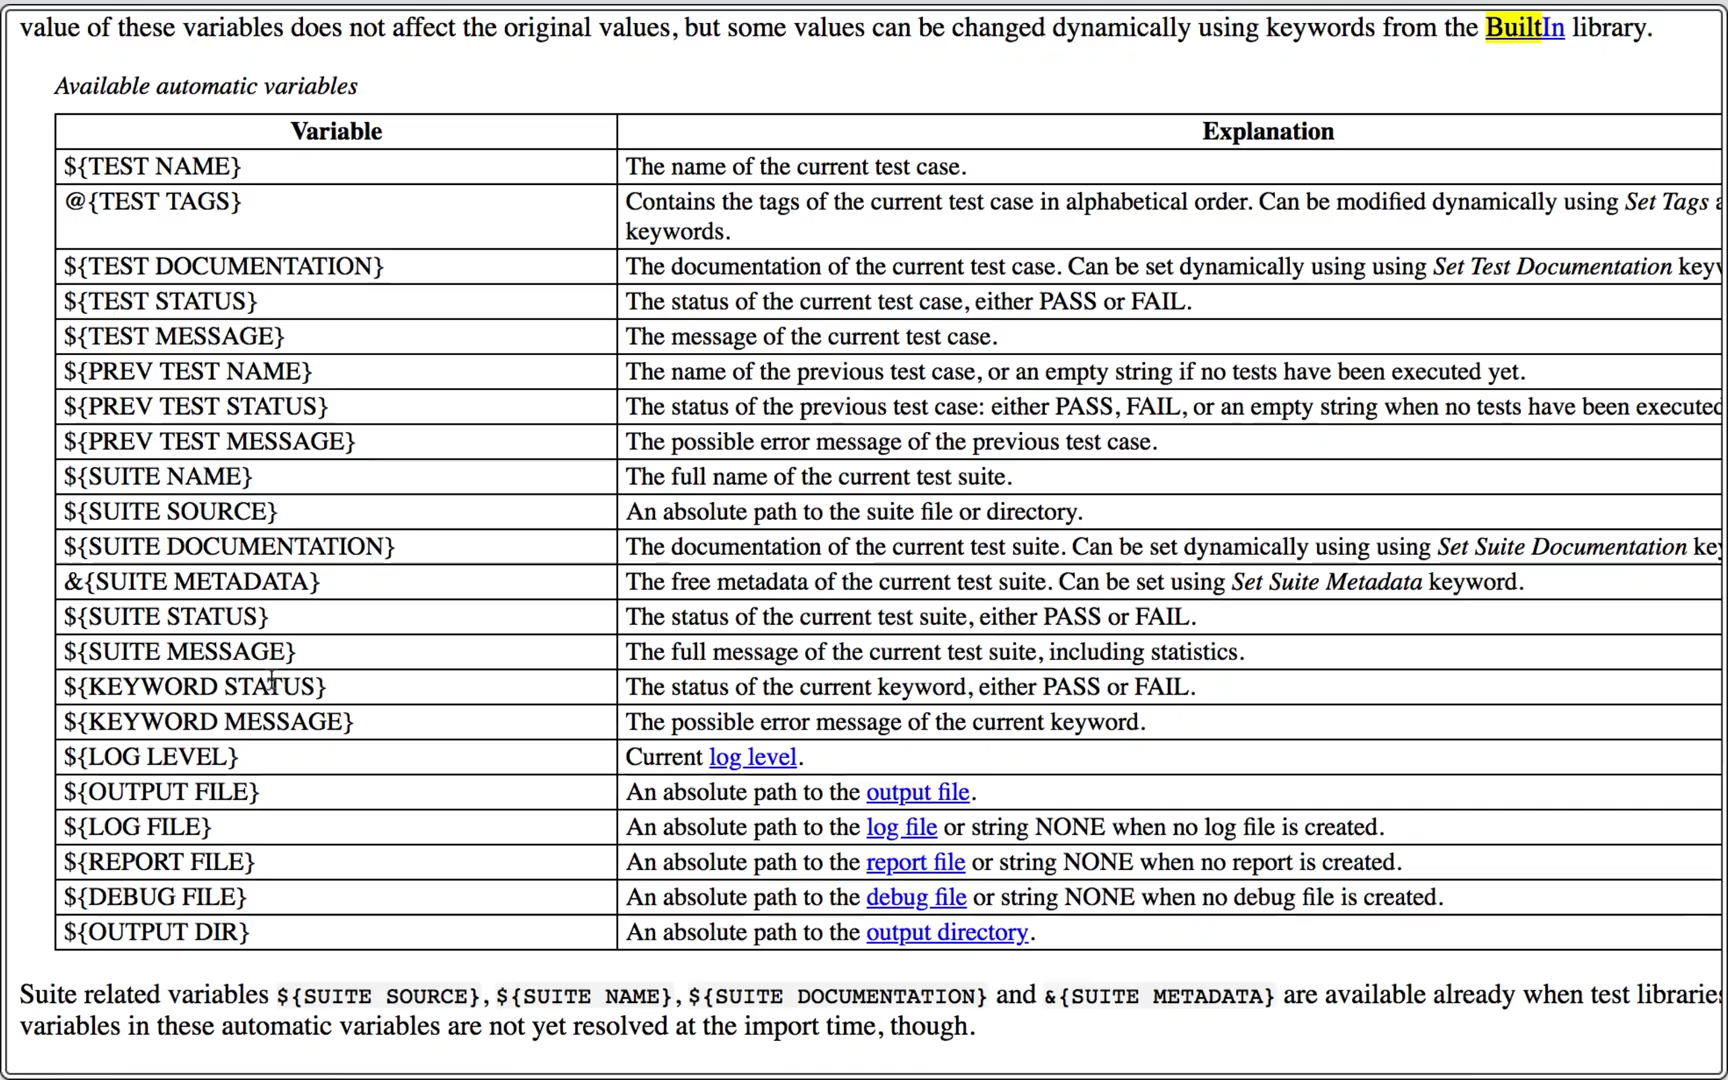 value of these variables does not affect the original values, but some values can be changed dynamically using keywords from the BuiltIn library.
Available automatic variables
Variable Explanation
${TEST NAME} The name of the current test case.
@{TEST TAGS} Contains the tags of the current test case in alphabetical order. Can be modified dynamically using Set Tags
keywords.
${TEST DOCUMENTATION} The documentation of the current test case. Can be set dynamically using using Set Test Documentation
${TEST STATUS} The status of the current test case, either PASS or FAIL.
${TEST MESSAGE} The message of the current test case.
${PREV TEST NAME} The name of the previous test case, or an empty string if no tests have been executed yet.
${PREV TEST STATUS} The status of the previous test case: either PASS, FAIL, or an empty string when no tests have been executed
${PREV TEST MESSAGE} The possible error message of the previous test case.
${SUITE NAME} The full name of the current test suite.
${SUITE SOURCE} An absolute path to the suite file or directory.
${SUITE DOCUMENTATION} The documentation of the current test suite. Can be set dynamically using using Set Suite Documentation
&{SUITE METADATA} The free metadata of the current test suite. Can be set using Set Suite Metadata keyword.
${SUITE STATUS} The status of the current test suite, either PASS or FAIL.
${SUITE MESSAGE} The full message of the current test suite, including statistics.
${KEYWORD STATUS} The status of the current keyword, either PASS or FAIL.
${KEYWORD MESSAGE} The possible error message of the current keyword.
${LOG LEVEL} Current log level.
${OUTPUT FILE} An absolute path to the output file.
${LOG FILE} An absolute path to the log file or string NONE when no log file is created.
${REPORT FILE} An absolute path to the report file or string NONE when no report is created.
${DEBUG FILE} An absolute path to the debug file or string NONE when no debug file is created.
${OUTPUT DIR} An absolute path to the output directory.
Suite related variables ${SUITE SOURCE}, ${SUITE NAME}, ${SUITE DOCUMENTATION} and &{SUITE METADATA} are available already when test libraries
variables in these automatic variables are not yet resolved at the import time, though.